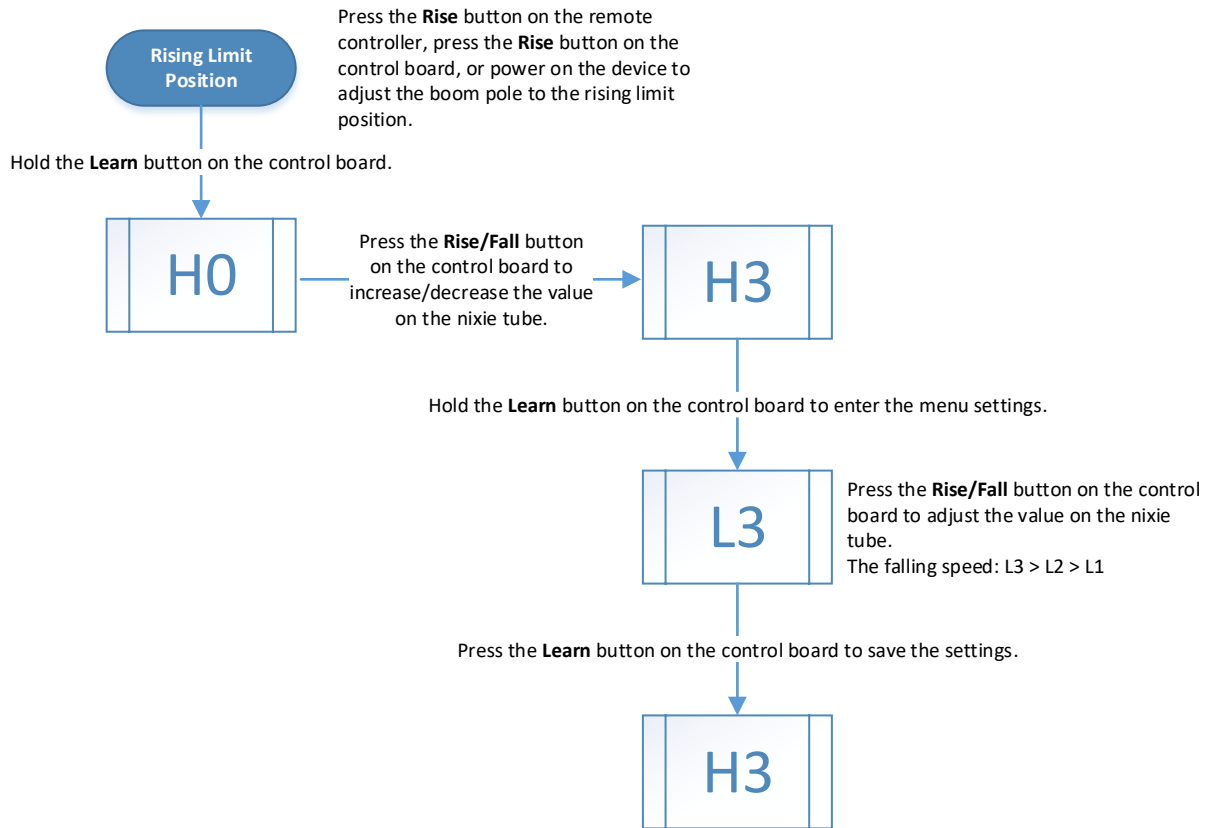 Rising Limit
Position
Press the Rise button on the remote
controller, press the Rise button on the
control board, or power on the device to
adjust the boom pole to the rising limit
position.
Hold the Learn button on the control board.
H0
Press the Rise/Fall button
on the control board to
increase/decrease the value
on the nixie tube.
H3
Hold the Learn button on the control board to enter the menu settings.
L3
Press the Rise/Fall button on the control
board to adjust the value on the nixie
tube.
The falling speed: L3 > L2 > L1
Press the Learn button on the control board to save the settings.
H3